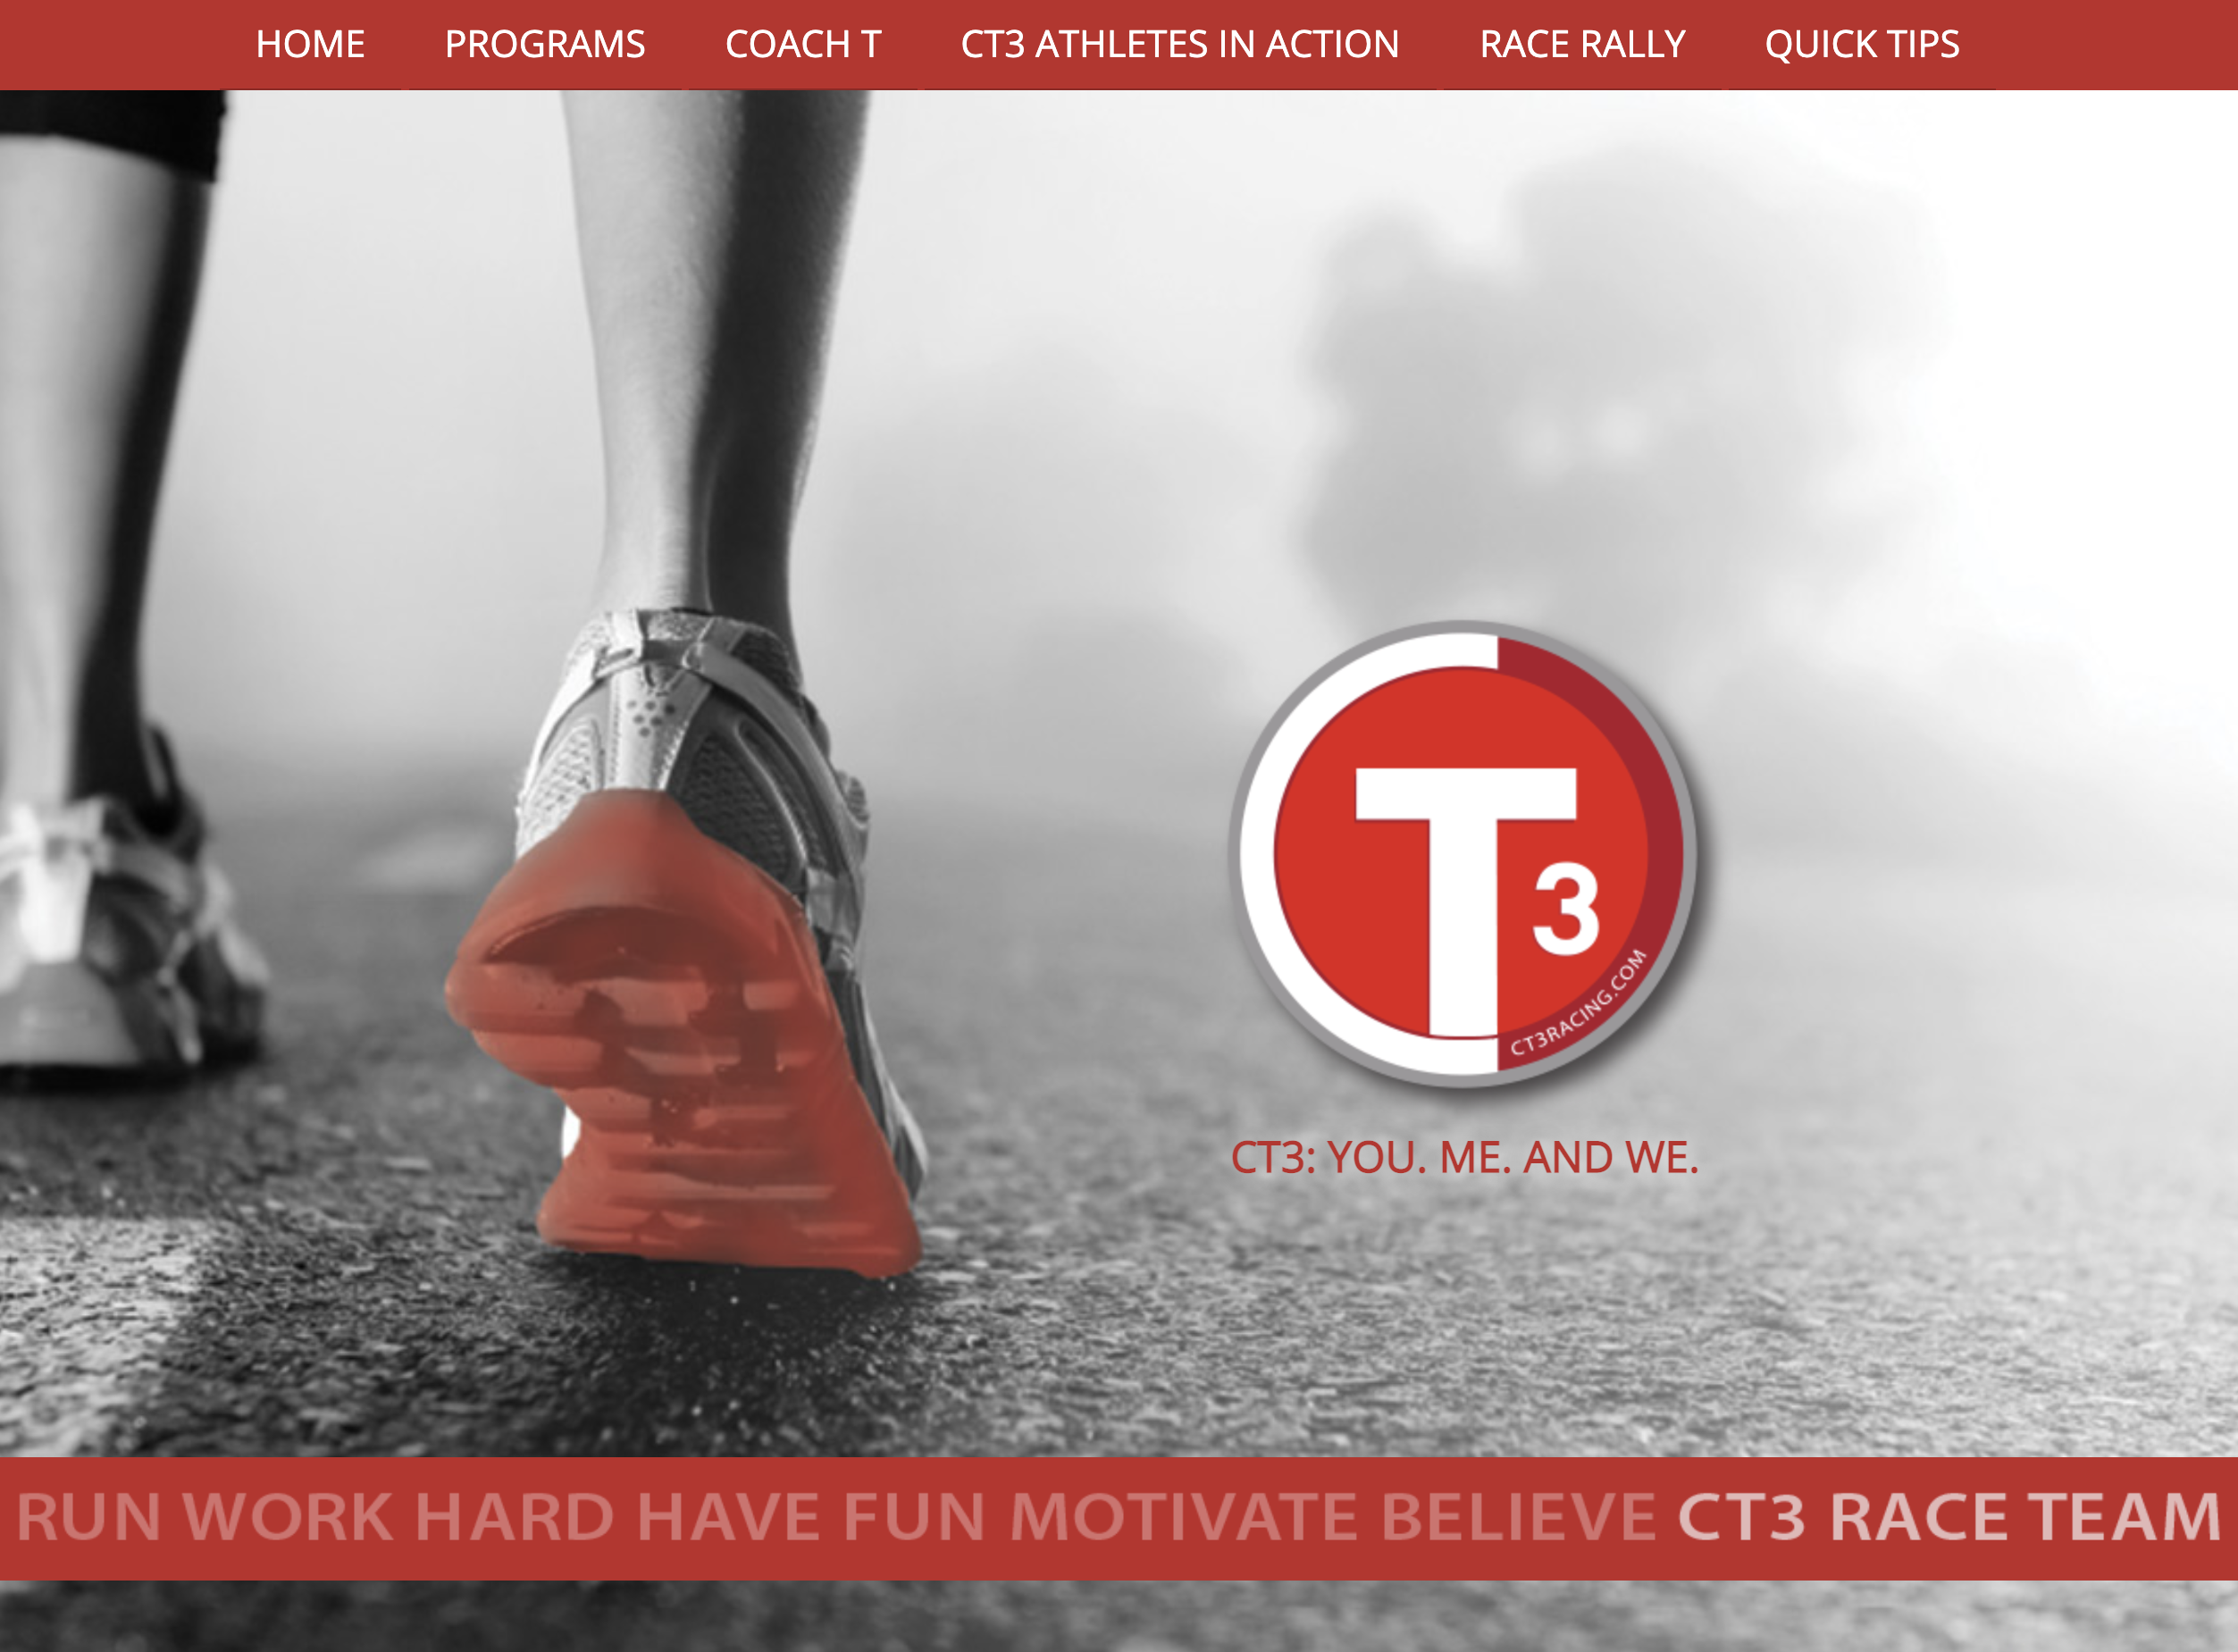 HOME PROGRAMS COACH T CT3 ATHLETES IN ACTION RACE RALLY QUICK TIPS
T
3
CT3RACING.COM
CT3: YOU. ME. AND WE.
RUN WORK HARD HAVE FUN MOTIVATE BELIEVE CT3 RACE TEAM